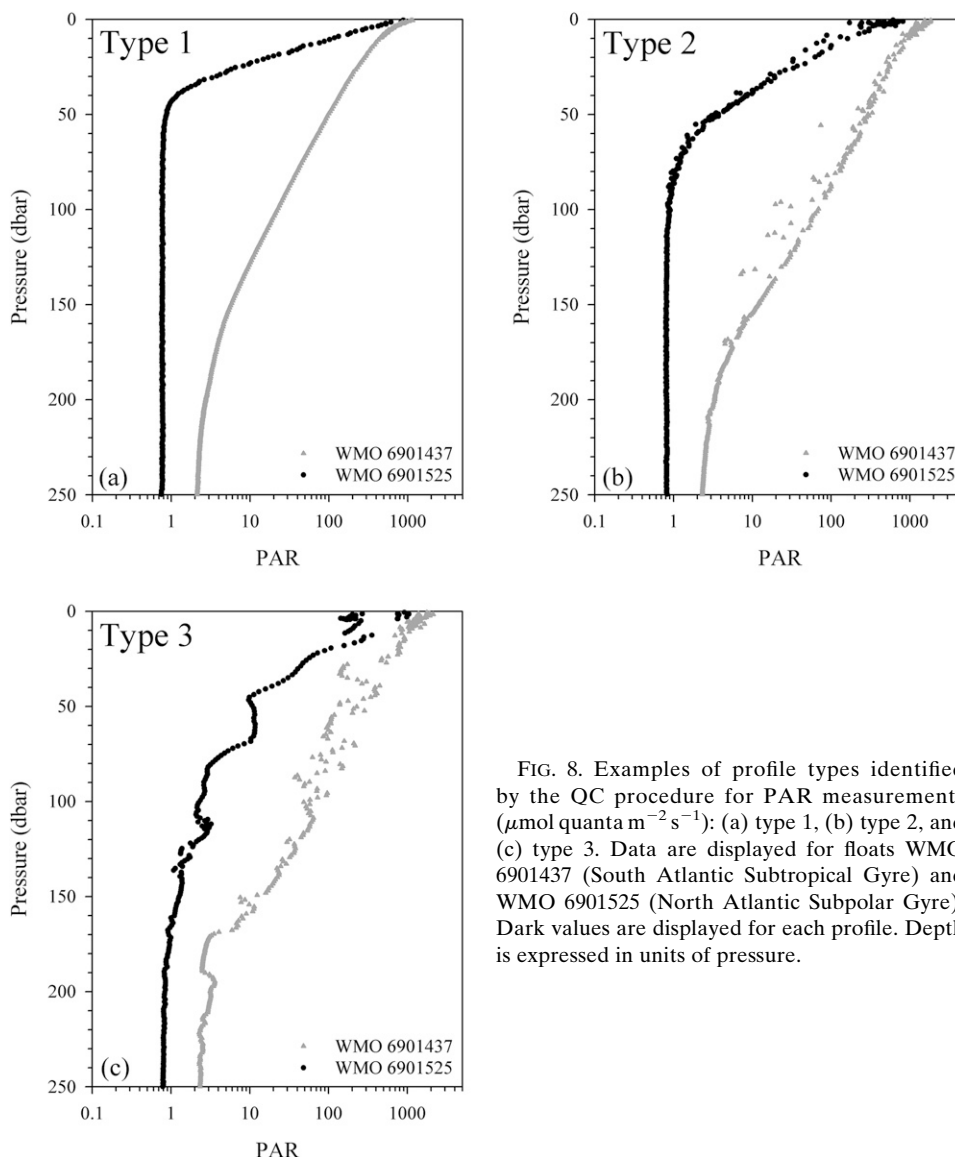 Type 1
0
50
100
150
200
250
Pressure (dbar)
WMO 6901437
WMO 6901525
(a)
0.1 1 10 100 1000
PAR
Type 2
0
50
100
150
200
250
Pressure (dbar)
WMO 6901437
WMO 6901525
(b)
0.1 1 10 100 1000
PAR
Type 3
0
50
100
150
200
250
Pressure (dbar)
WMO 6901437
WMO 6901525
(c)
0.1 1 10 100 1000
PAR
FIG. 8. Examples of profile types identified
by the QC procedure for PAR measurement
(μmol quanta m−2 s−1): (a) type 1, (b) type 2, and
(c) type 3. Data are displayed for floats WMO
6901437 (South Atlantic Subtropical Gyre) and
WMO 6901525 (North Atlantic Subpolar Gyre)
Dark values are displayed for each profile. Depth
is expressed in units of pressure.